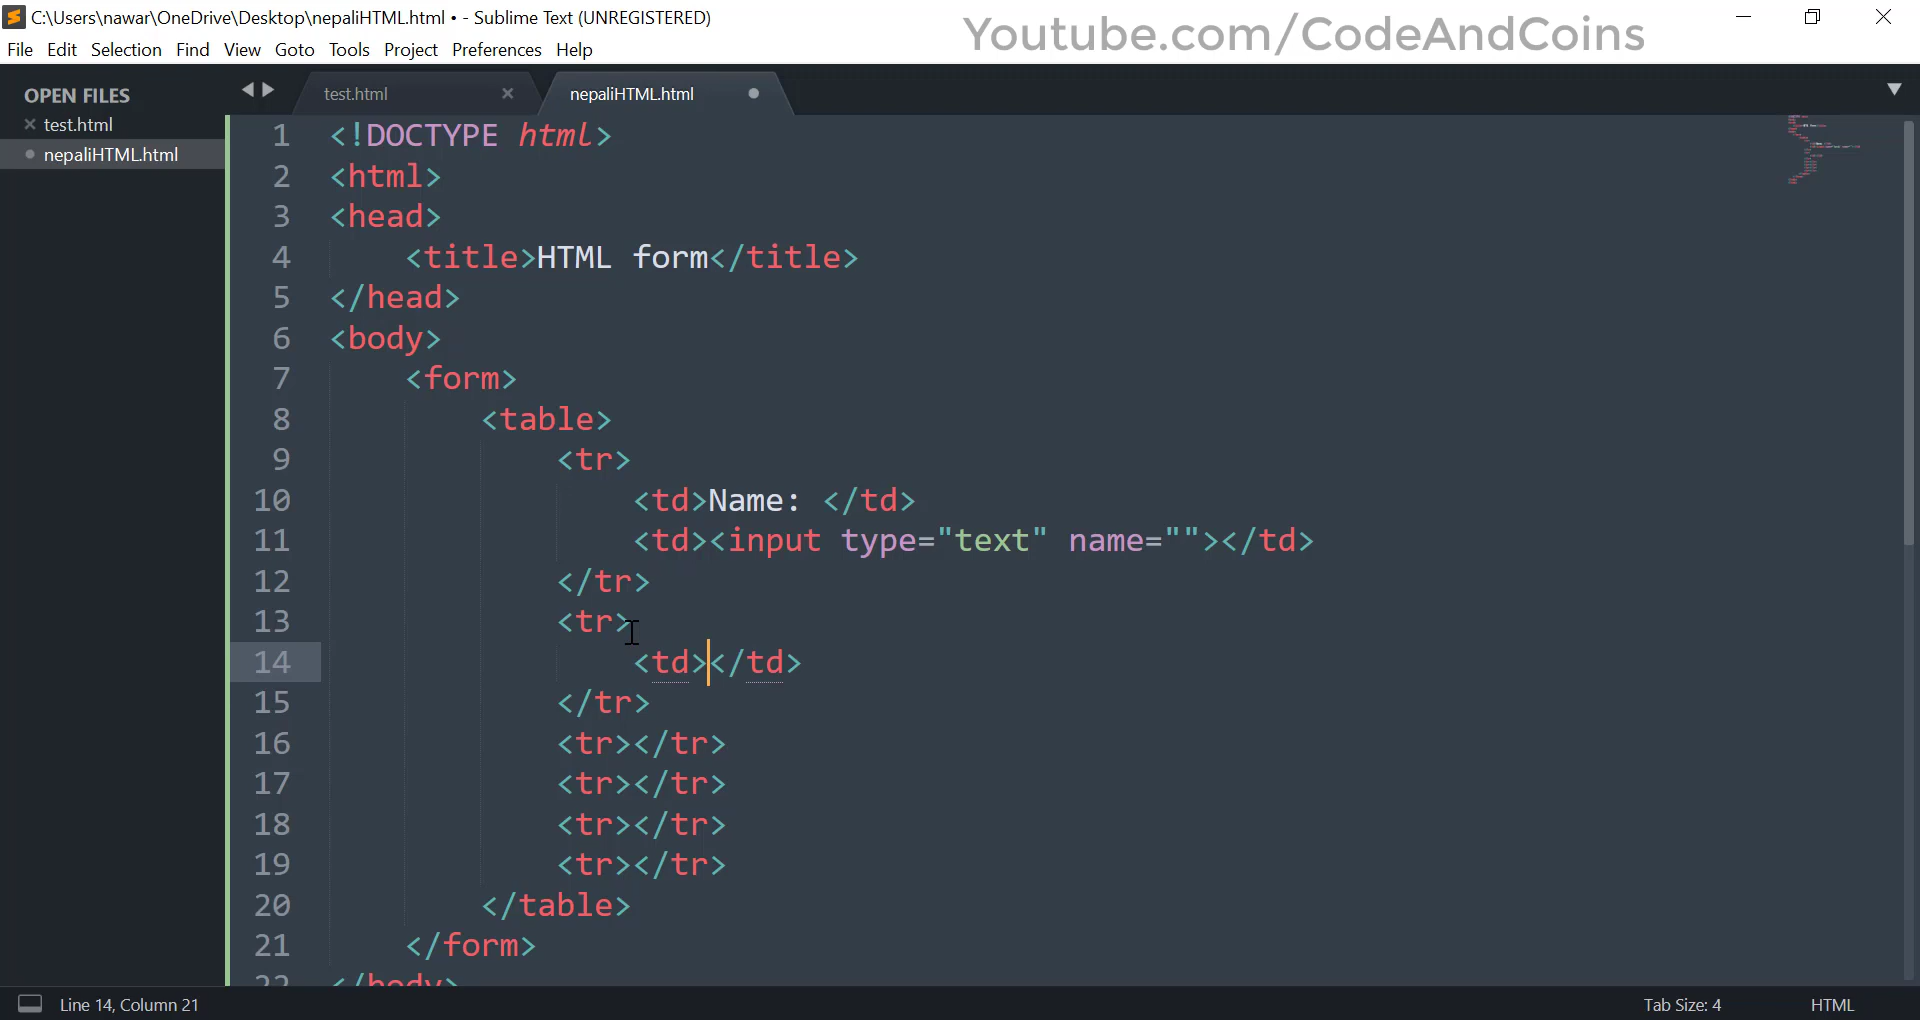 C:\Users\nawar\OneDrive\Desktop\nepaliHTML.html • - Sublime Text (UNREGISTERED)
Youtube.com/CodeAndCoins
File Edit Selection Find View Goto Tools Project Preferences Help
OPEN FILES
test.html
nepaliHTML.html
test.html
nepaliHTML.html
1 <!DOCTYPE html>
2 <html>
3 <head>
4 <title>HTML form</title>
5 </head>
6 <body>
7 <form>
8 <table>
9 <tr>
10 <td>Name: </td>
11 <td><input type="text" name=""></td>
12 </tr>
13 <tr>
14 <td></td>
15 </tr>
16 <tr></tr>
17 <tr></tr>
18 <tr></tr>
19 <tr></tr>
20 </table>
21 </form>
22 </body>
Line 14, Column 21
Tab Size: 4
HTML